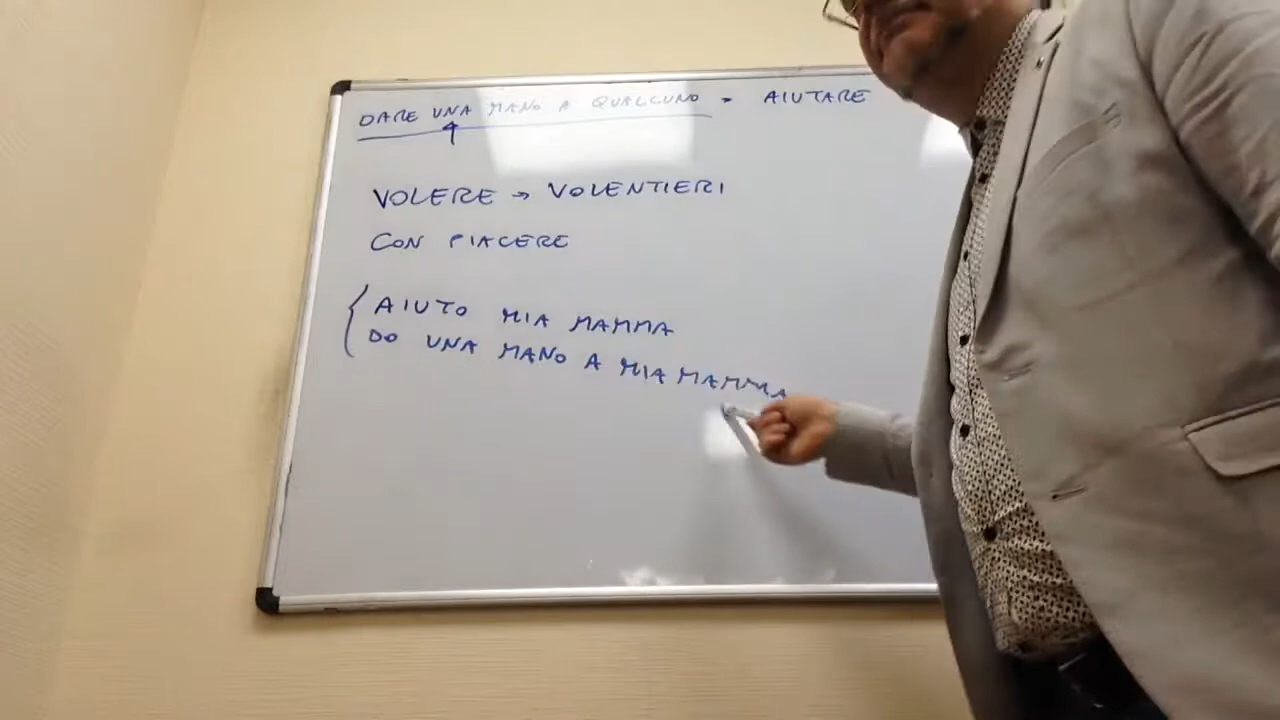 DARE UNA MANO A QUALCUNO = AIUTARE
VOLERE → VOLENTIERI
CON PIACERE
{ AIUTO MIA MAMMA
DO UNA MANO A MIA MAMMA